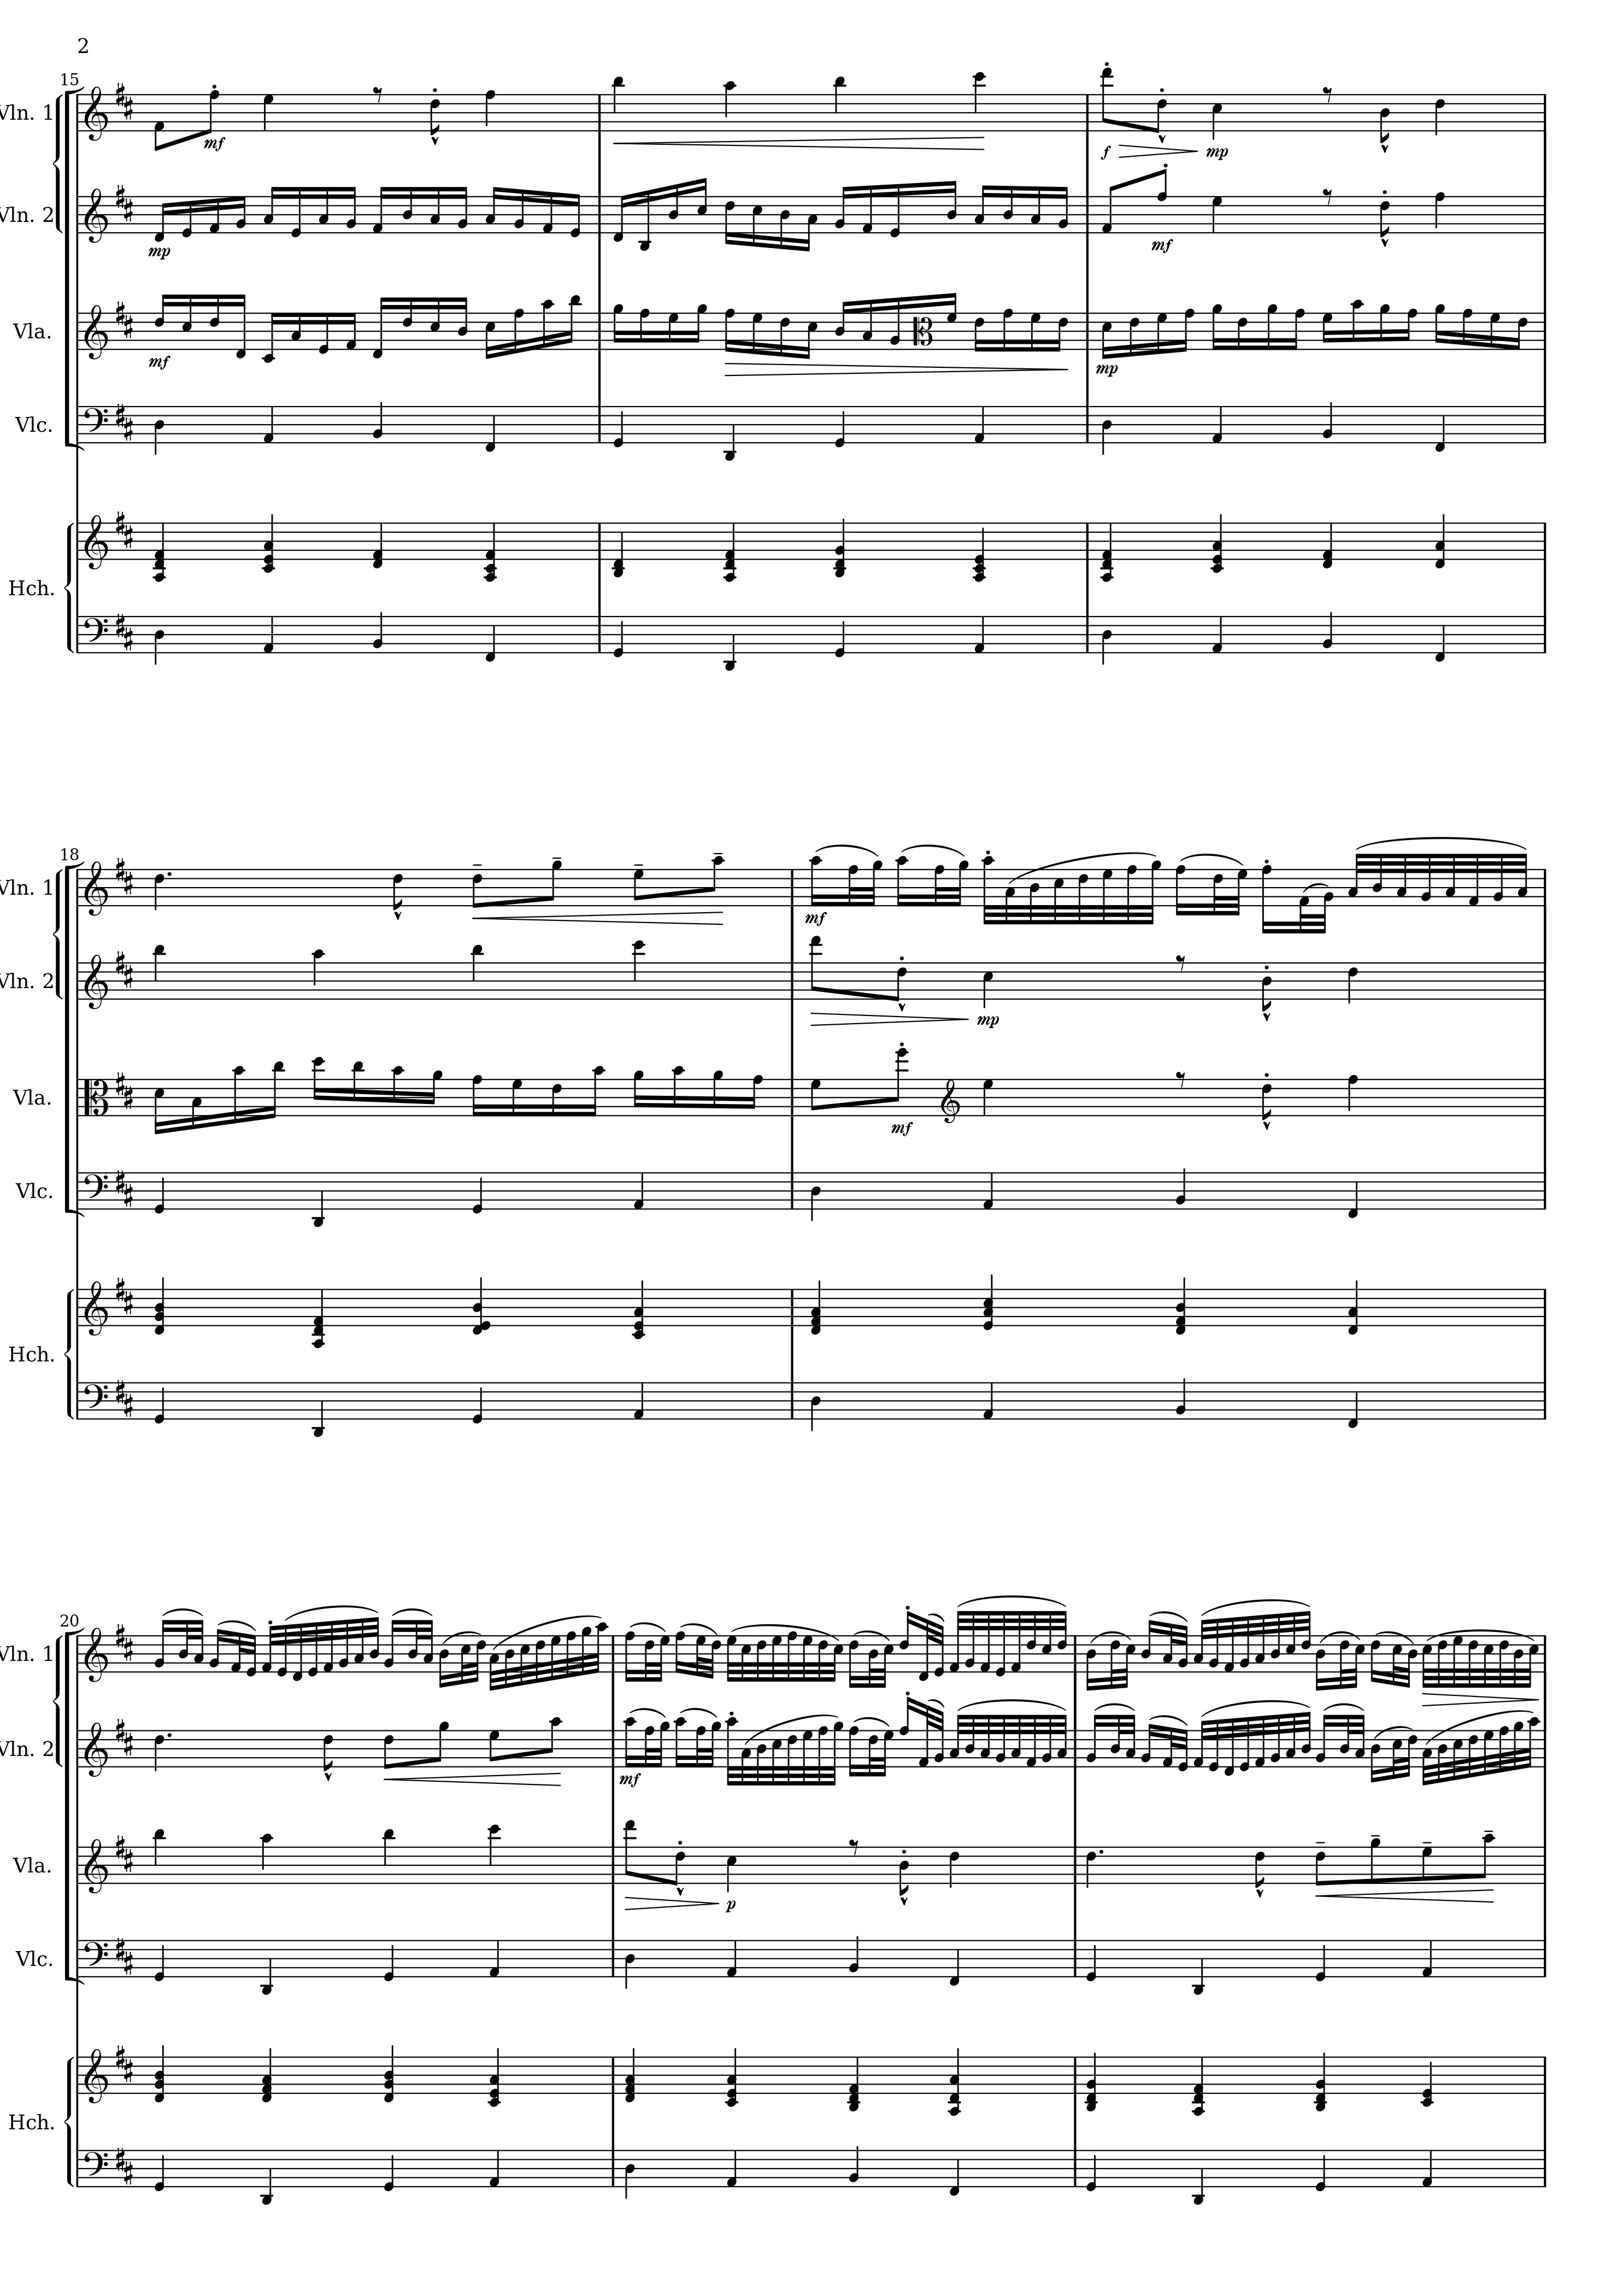 2
15
Vln. 1
mf
f
mp
Vln. 2
mp
mf
Vla.
mf
mp
Vlc.
Hch.
18
Vln. 1
mf
Vln. 2
mp
Vla.
mf
Vlc.
Hch.
20
Vln. 1
Vln. 2
mf
Vla.
p
Vlc.
Hch.